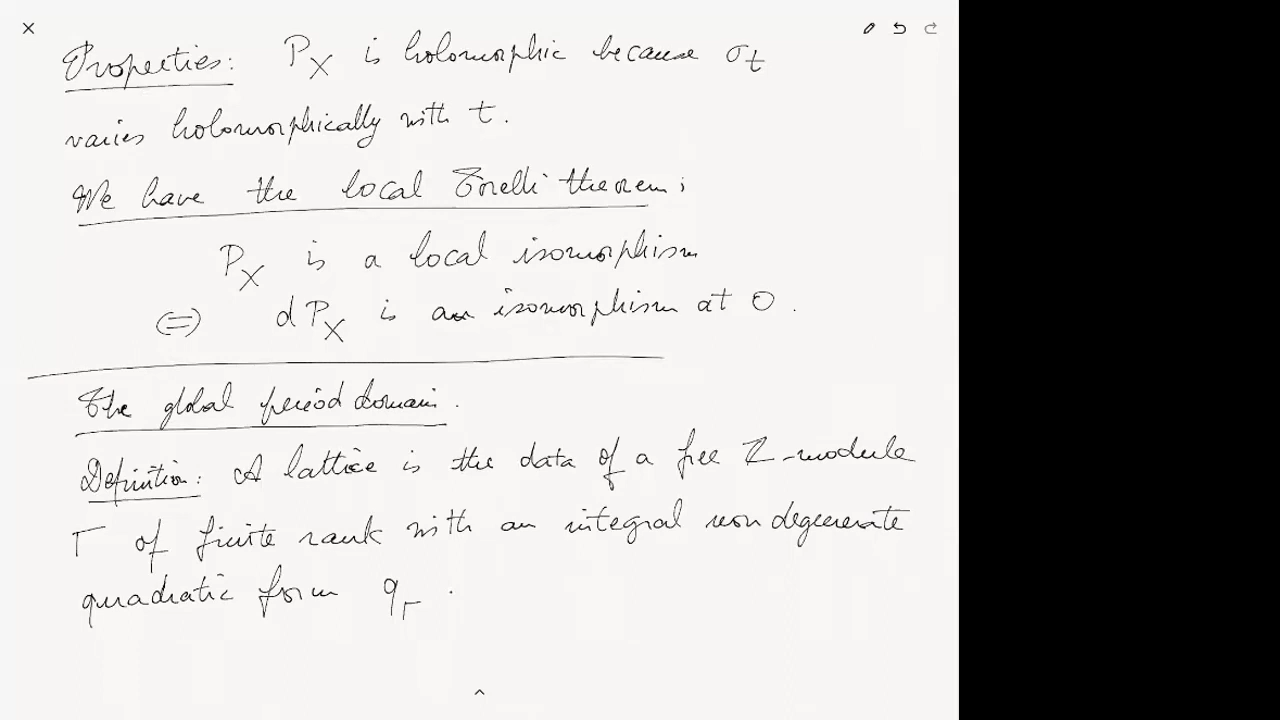 Properties: P_X is holomorphic because σ_t
varies holomorphically with t.
We have the local Torelli theorem:
P_X is a local isomorphism
⇔ dP_X is an isomorphism at 0.
The global period domain.
Definition: A lattice is the data of a free ℤ-module
Γ of finite rank with an integral non degenerate
quadratic form q_Γ.